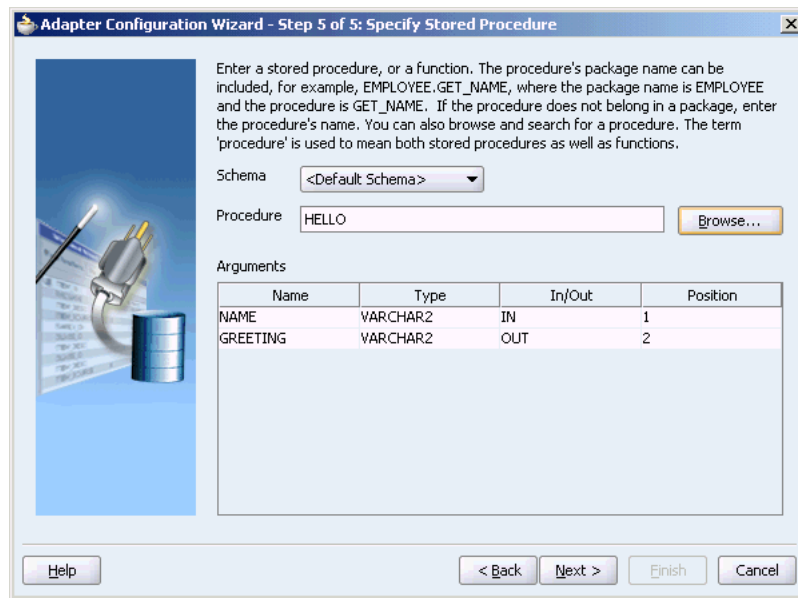 Adapter Configuration Wizard - Step 5 of 5: Specify Stored Procedure
Enter a stored procedure, or a function. The procedure's package name can be
included, for example, EMPLOYEE.GET_NAME, where the package name is EMPLOYEE
and the procedure is GET_NAME. If the procedure does not belong in a package, enter
the procedure's name. You can also browse and search for a procedure. The term
'procedure' is used to mean both stored procedures as well as functions.
Schema <Default Schema>
Procedure HELLO Browse...
Arguments
Name Type In/Out Position
NAME VARCHAR2 IN 1
GREETING VARCHAR2 OUT 2
Help < Back Next > Finish Cancel